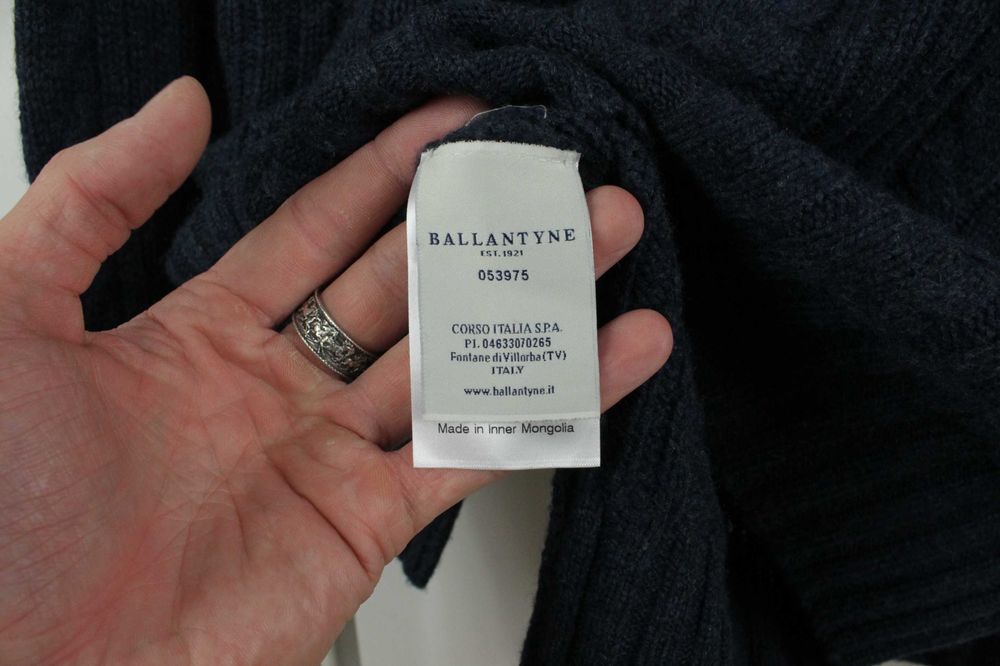 BALLANTYNE
EST. 1921
053975
CORSO ITALIA S.P.A.
P.I. 04633070265
Fontane di Villorba (TV)
ITALY
www.ballantyne.it
Made in Inner Mongolia